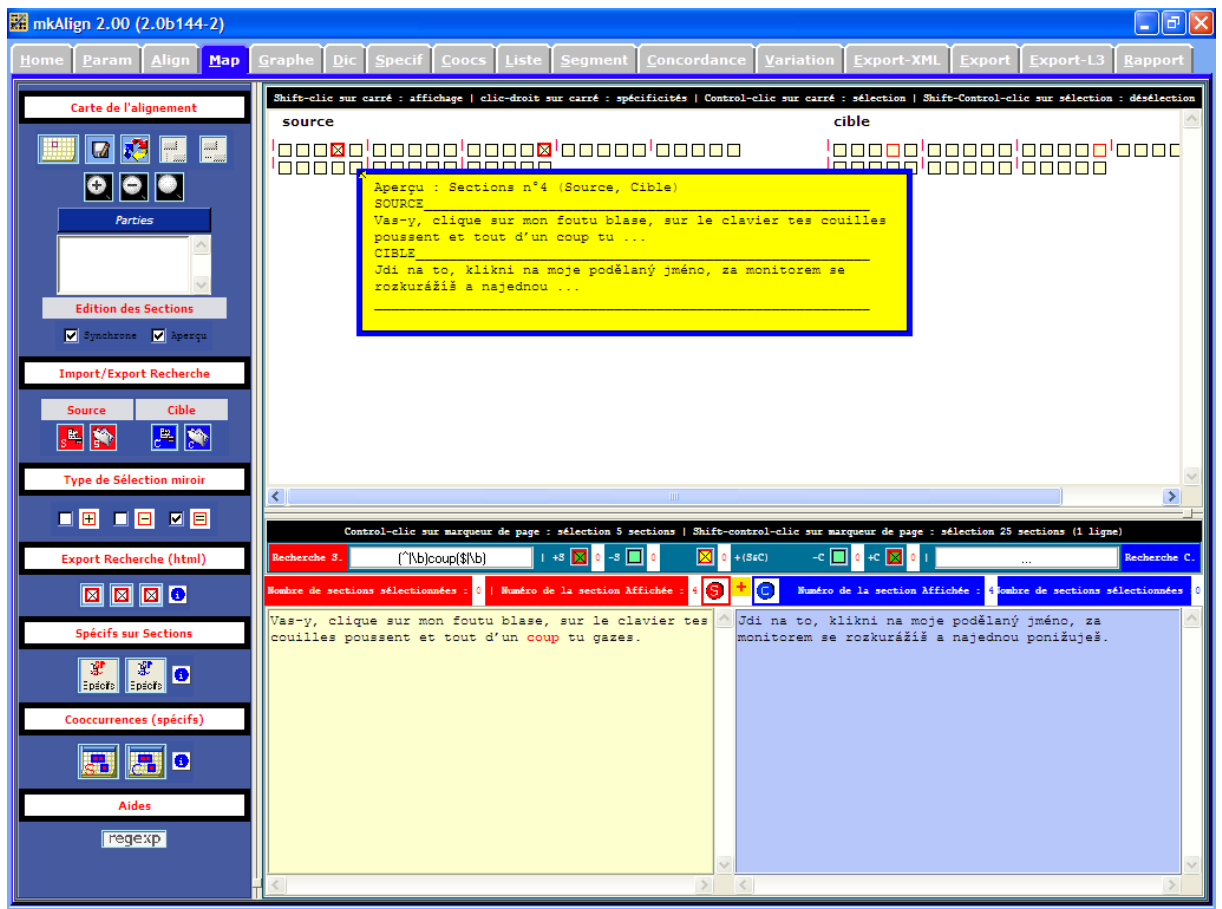 mkAlign 2.00 (2.0b144-2)
Home Param Align Map Graphe Dic Specif Coocs Liste Segment Concordance Variation Export-XML Export Export-L3 Rapport
Carte de l'alignement
Parties
Edition des Sections
Synchrone Aperçu
Import/Export Recherche
Source Cible
S S C C
Type de Sélection miroir
Export Recherche (html)
Spécifs sur Sections
Spécifs Spécifs
Cooccurrences (spécifs)
S C
Aides
regexp
Shift-clic sur carré : affichage | clic-droit sur carré : spécificités | Control-clic sur carré : sélection | Shift-Control-clic sur sélection : désélection
source cible
Aperçu : Sections n°4 (Source, Cible)
SOURCE
Vas-y, clique sur mon foutu blase, sur le clavier tes couilles
poussent et tout d'un coup tu ...
CIBLE
Jdi na to, klikni na moje podělaný jméno, za monitorem se
rozkurážíš a najednou ...
Control-clic sur marqueur de page : sélection 5 sections | Shift-control-clic sur marqueur de page : sélection 25 sections (1 ligne)
Recherche S. (^|\b)coup($|\b) | +S 0 -S 0 0 +(S&C) -C 0 +C 0 | ... Recherche C.
Nombre de sections sélectionnées : 0 | Numéro de la section Affichée : 4 S + C Numéro de la section Affichée : 4 Nombre de sections sélectionnées 0
Vas-y, clique sur mon foutu blase, sur le clavier tes
couilles poussent et tout d'un coup tu gazes.
Jdi na to, klikni na moje podělaný jméno, za
monitorem se rozkurážíš a najednou ponižuješ.